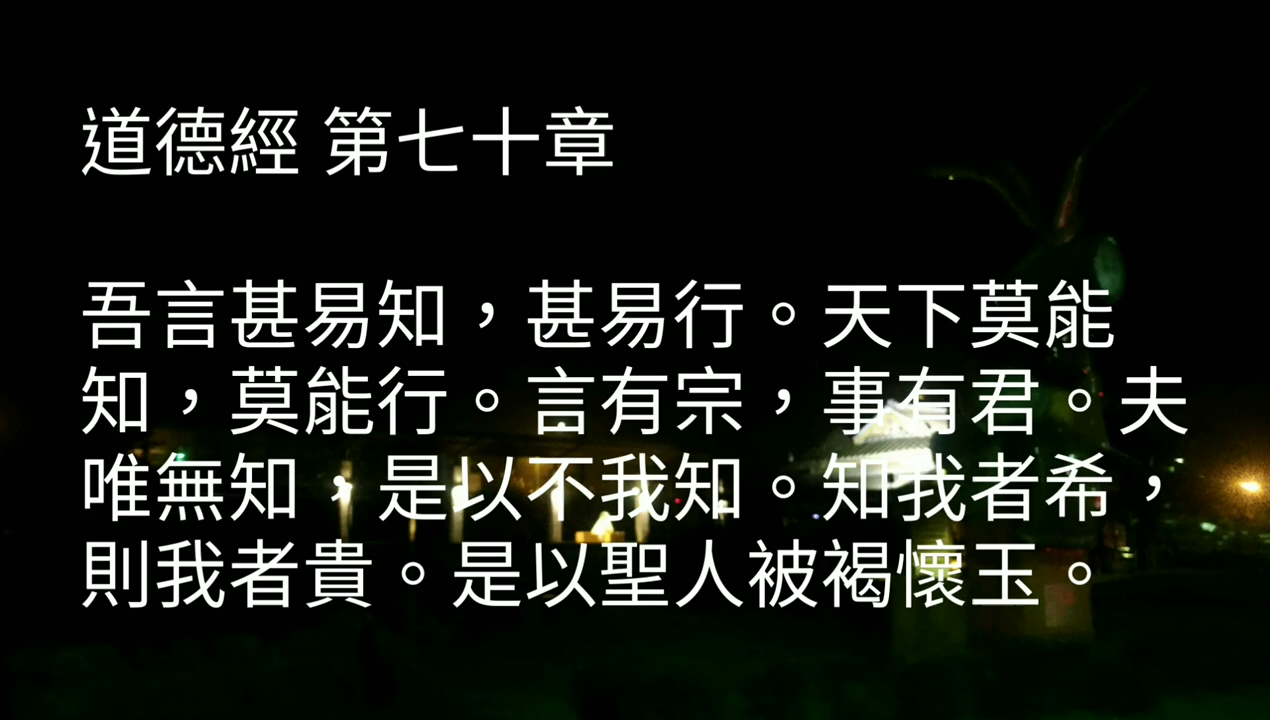 道德經 第七十章
吾言甚易知，甚易行。天下莫能
知，莫能行。言有宗，事有君。夫
唯無知，是以不我知。知我者希，
則我者貴。是以聖人被褐懷玉。